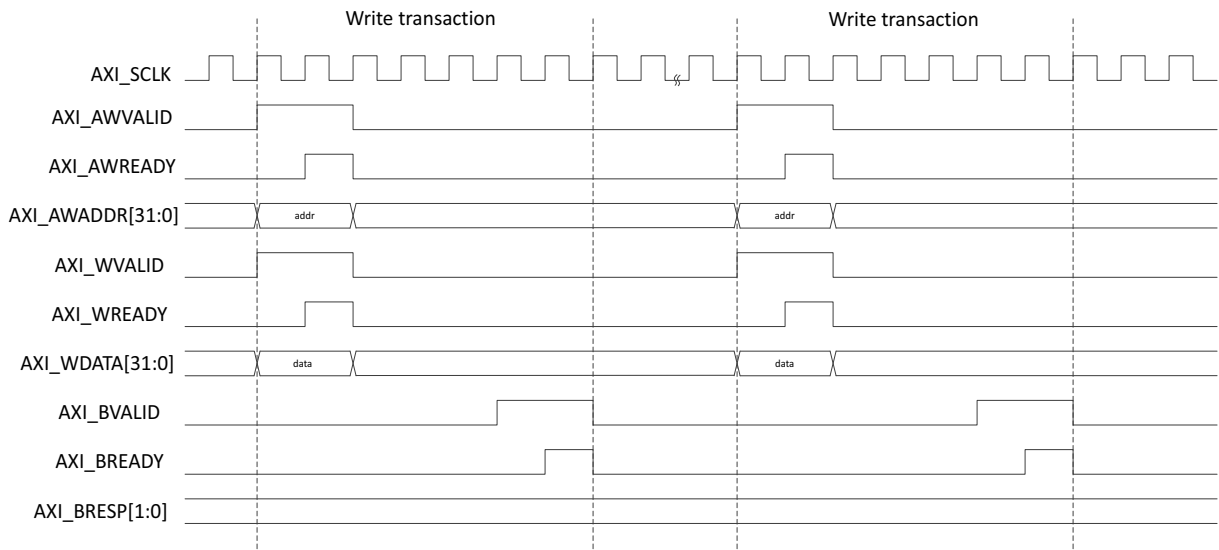 Write transaction Write transaction
AXI_SCLK
AXI_AWVALID
AXI_AWREADY
AXI_AWADDR[31:0] addr addr
AXI_WVALID
AXI_WREADY
AXI_WDATA[31:0] data data
AXI_BVALID
AXI_BREADY
AXI_BRESP[1:0]